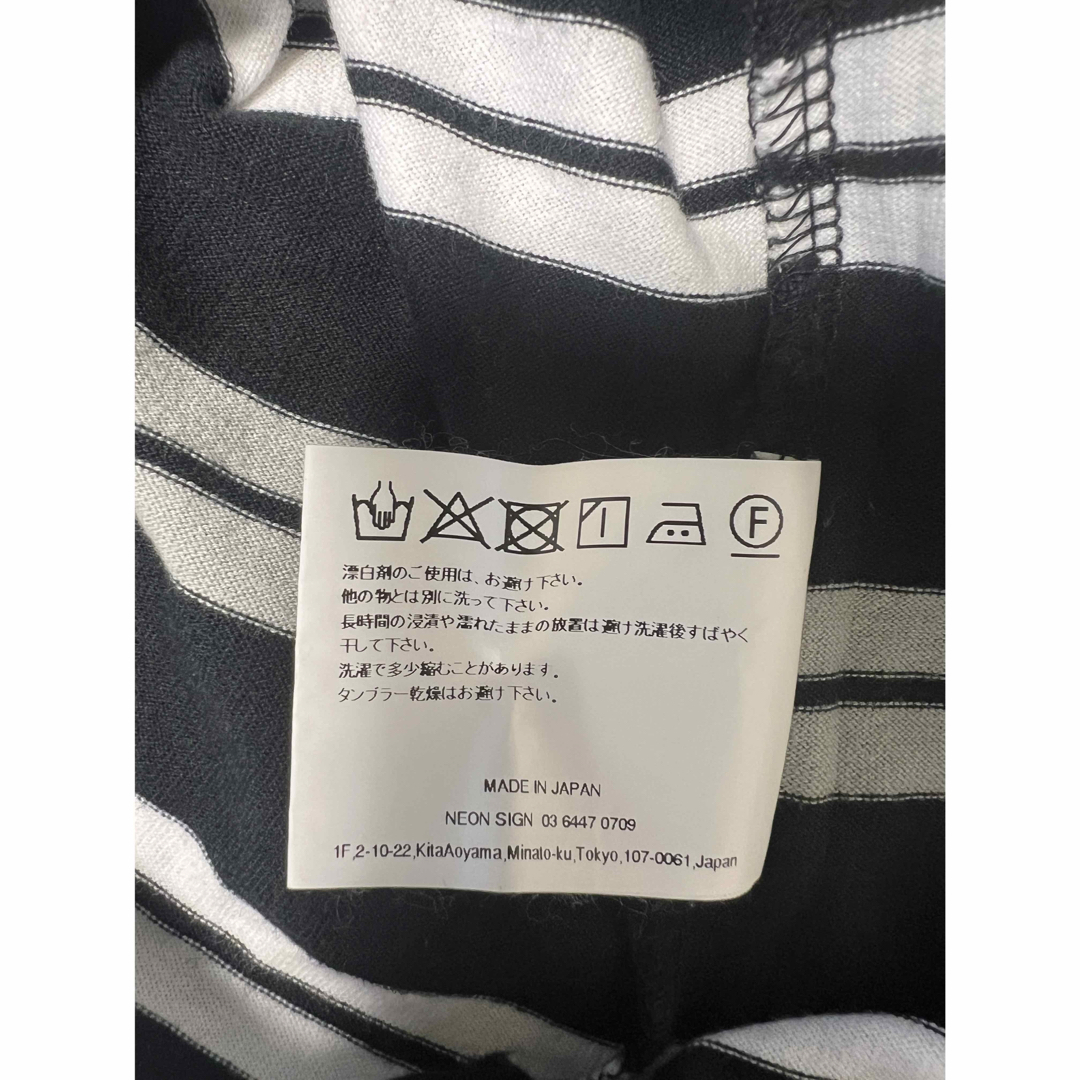 F
漂白剤のご使用は、お避け下さい。
他の物とは別に洗って下さい。
長時間の浸漬や濡れたままの放置は避け洗濯後すばやく
干して下さい。
洗濯で多少縮むことがあります。
タンブラー乾燥はお避け下さい。
MADE IN JAPAN
NEON SIGN 03 6447 0709
1F,2-10-22,KitaAoyama,Minato-ku,Tokyo,107-0061,Japan